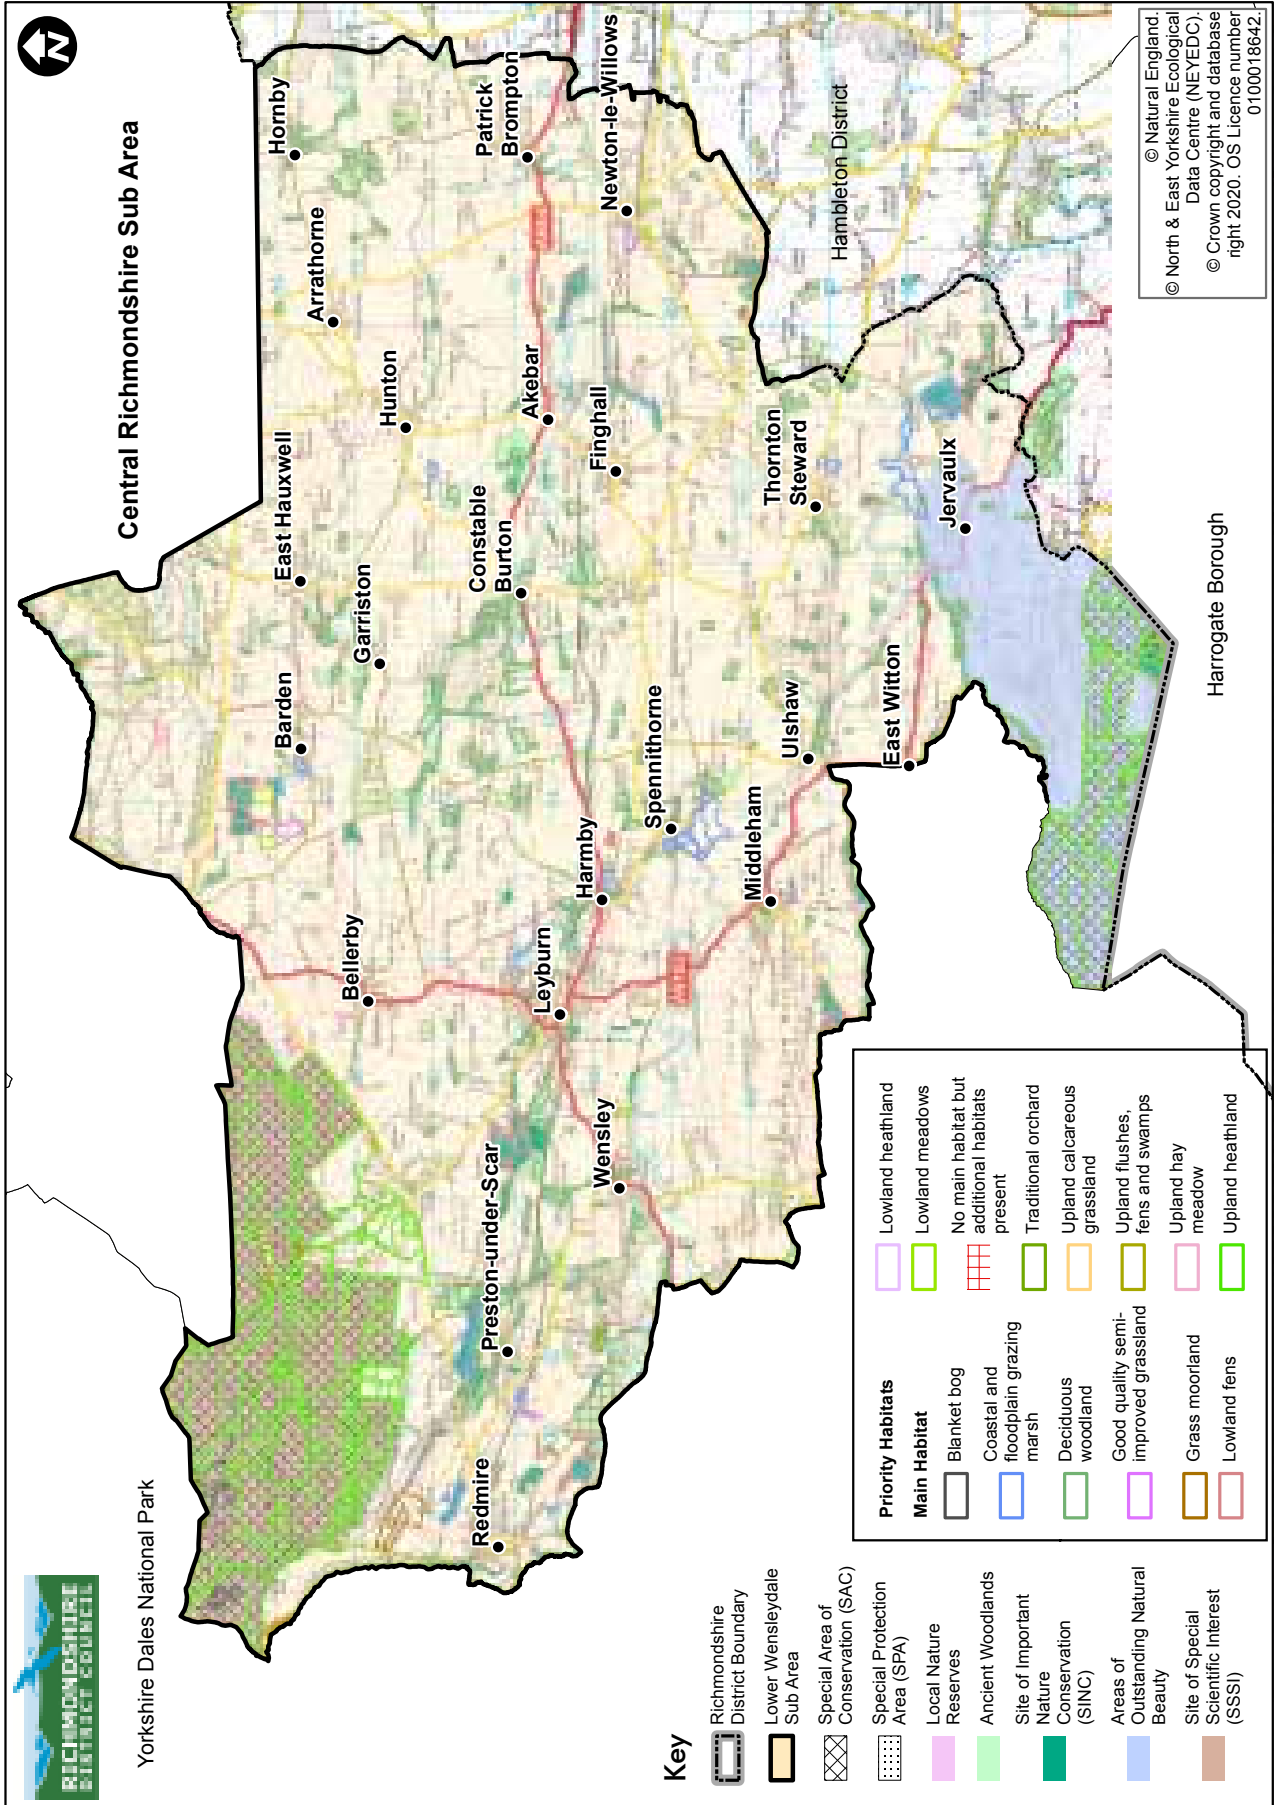 Central Richmondshire Sub Area
N
RICHMONDSHIRE
DISTRICT COUNCIL
Yorkshire Dales National Park
Hambleton District
Harrogate Borough
Hornby
Patrick
Brompton
Newton-le-Willows
Arrathorne
Hunton
Akebar
Finghall
East Hauxwell
Constable
Burton
Thornton
Steward
Jervaulx
Garriston
Barden
Spennithorne
Ulshaw
East Witton
Harmby
Middleham
Bellerby
Leyburn
Wensley
Preston-under-Scar
Redmire
Key
Richmondshire
District Boundary
Lower Wensleydale
Sub Area
Special Area of
Conservation (SAC)
Special Protection
Area (SPA)
Local Nature
Reserves
Ancient Woodlands
Site of Important
Nature
Conservation
(SINC)
Areas of
Outstanding Natural
Beauty
Site of Special
Scientific Interest
(SSSI)
Priority Habitats
Main Habitat
Blanket bog
Coastal and
floodplain grazing
marsh
Deciduous
woodland
Good quality semi-
improved grassland
Grass moorland
Lowland fens
Lowland heathland
Lowland meadows
No main habitat but
additional habitats
present
Traditional orchard
Upland calcareous
grassland
Upland flushes,
fens and swamps
Upland hay
meadow
Upland heathland
© Natural England.
© North & East Yorkshire Ecological
Data Centre (NEYEDC).
© Crown copyright and database
right 2020. OS Licence number
0100018642.